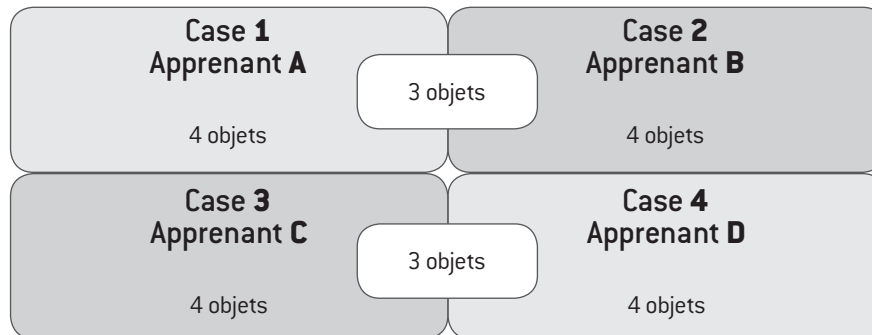 Case 1
Apprenant A
4 objets
3 objets
Case 2
Apprenant B
4 objets
Case 3
Apprenant C
4 objets
3 objets
Case 4
Apprenant D
4 objets